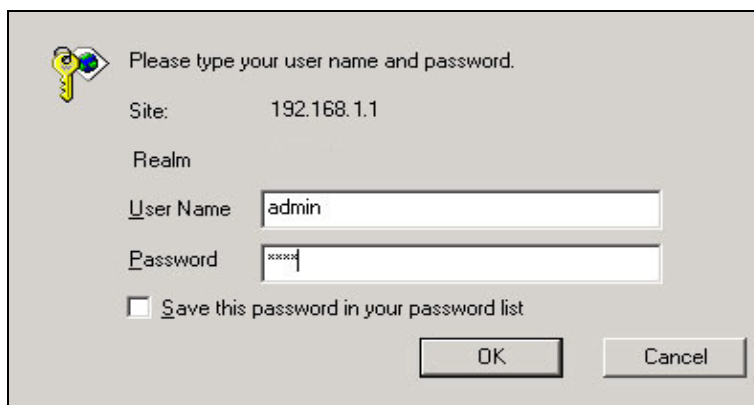 Please type your user name and password.
Site: 192.168.1.1
Realm
User Name admin
Password ****
Save this password in your password list
OK Cancel